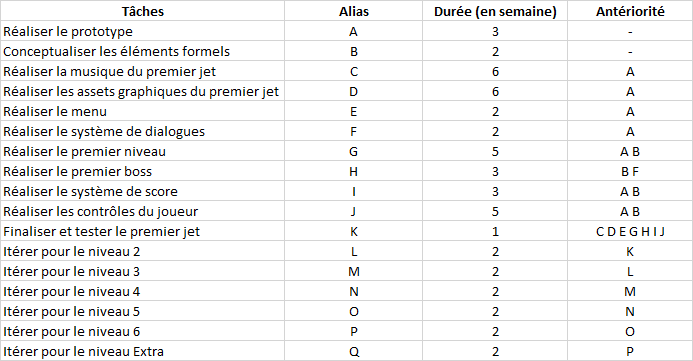 Tâches Alias Durée (en semaine) Antériorité
Réaliser le prototype A 3 -
Conceptualiser les éléments formels B 2 -
Réaliser la musique du premier jet C 6 A
Réaliser les assets graphiques du premier jet D 6 A
Réaliser le menu E 2 A
Réaliser le système de dialogues F 2 A
Réaliser le premier niveau G 5 A B
Réaliser le premier boss H 3 B F
Réaliser le système de score I 3 A B
Réaliser les contrôles du joueur J 5 A B
Finaliser et tester le premier jet K 1 C D E G H I J
Itérer pour le niveau 2 L 2 K
Itérer pour le niveau 3 M 2 L
Itérer pour le niveau 4 N 2 M
Itérer pour le niveau 5 O 2 N
Itérer pour le niveau 6 P 2 O
Itérer pour le niveau Extra Q 2 P